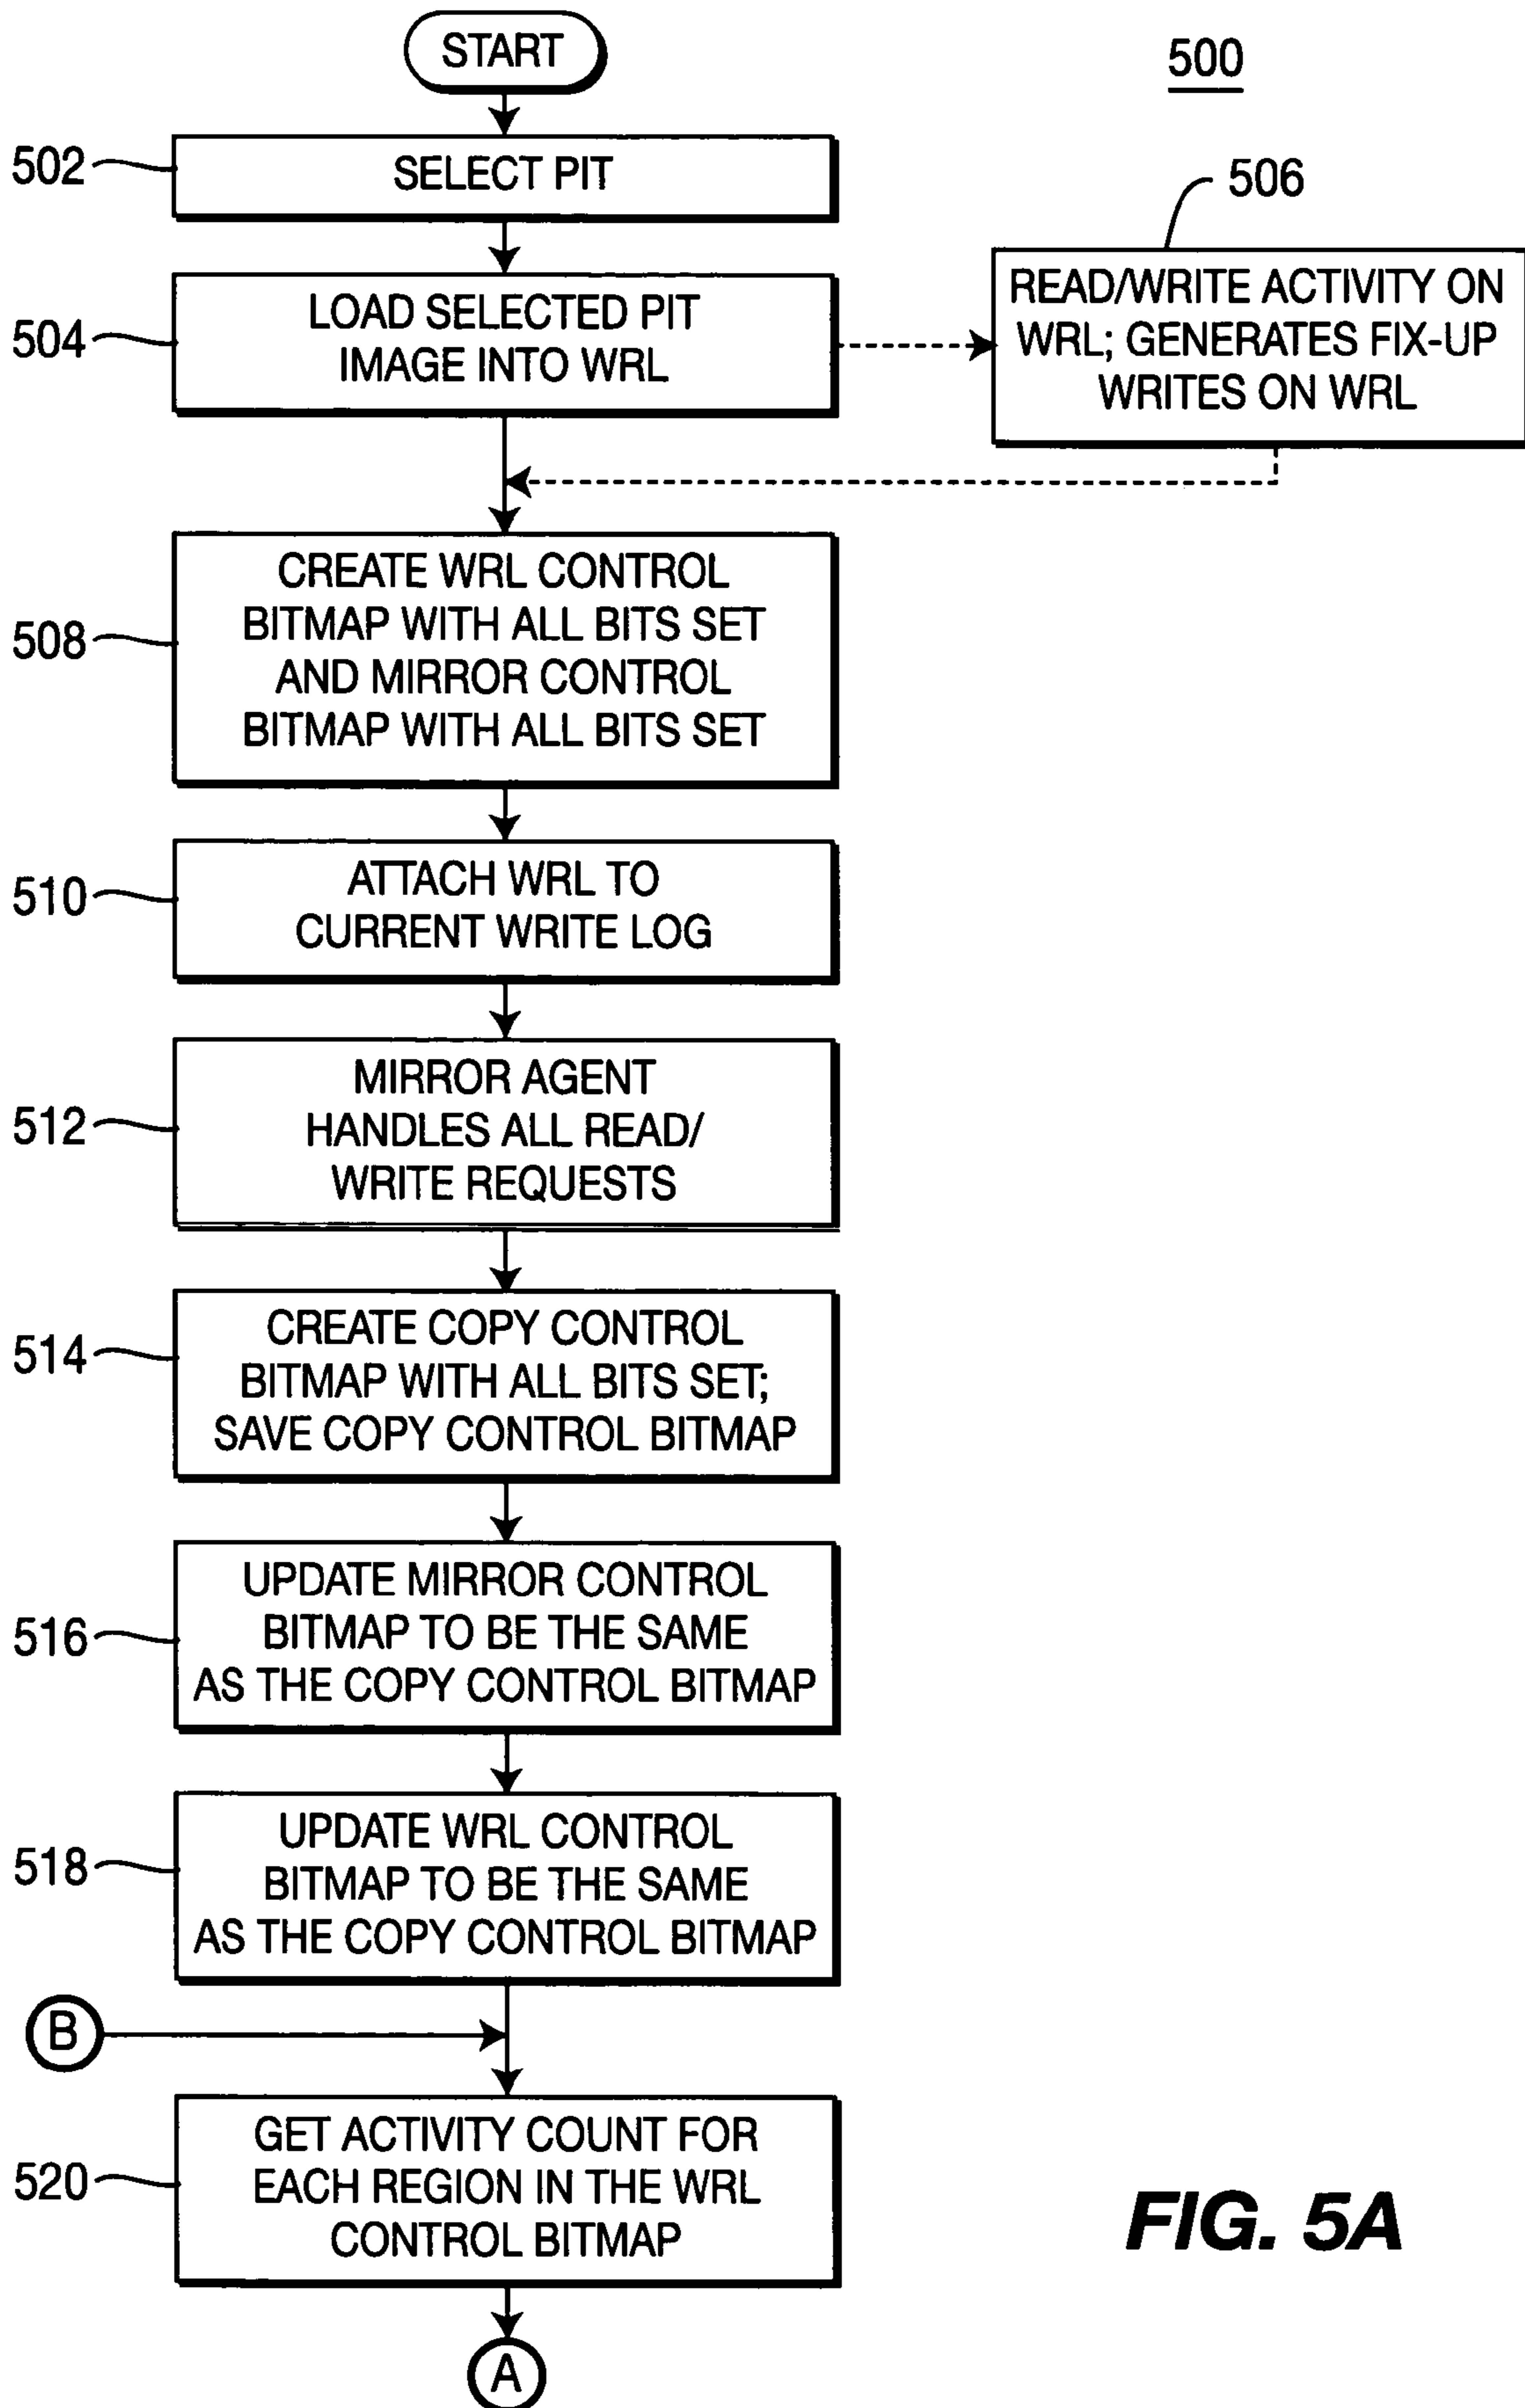 START
500
502
SELECT PIT
506
504
LOAD SELECTED PIT
IMAGE INTO WRL
READ/WRITE ACTIVITY ON
WRL; GENERATES FIX-UP
WRITES ON WRL
508
CREATE WRL CONTROL
BITMAP WITH ALL BITS SET
AND MIRROR CONTROL
BITMAP WITH ALL BITS SET
510
ATTACH WRL TO
CURRENT WRITE LOG
512
MIRROR AGENT
HANDLES ALL READ/
WRITE REQUESTS
514
CREATE COPY CONTROL
BITMAP WITH ALL BITS SET;
SAVE COPY CONTROL BITMAP
516
UPDATE MIRROR CONTROL
BITMAP TO BE THE SAME
AS THE COPY CONTROL BITMAP
518
UPDATE WRL CONTROL
BITMAP TO BE THE SAME
AS THE COPY CONTROL BITMAP
B
520
GET ACTIVITY COUNT FOR
EACH REGION IN THE WRL
CONTROL BITMAP
FIG. 5A
A